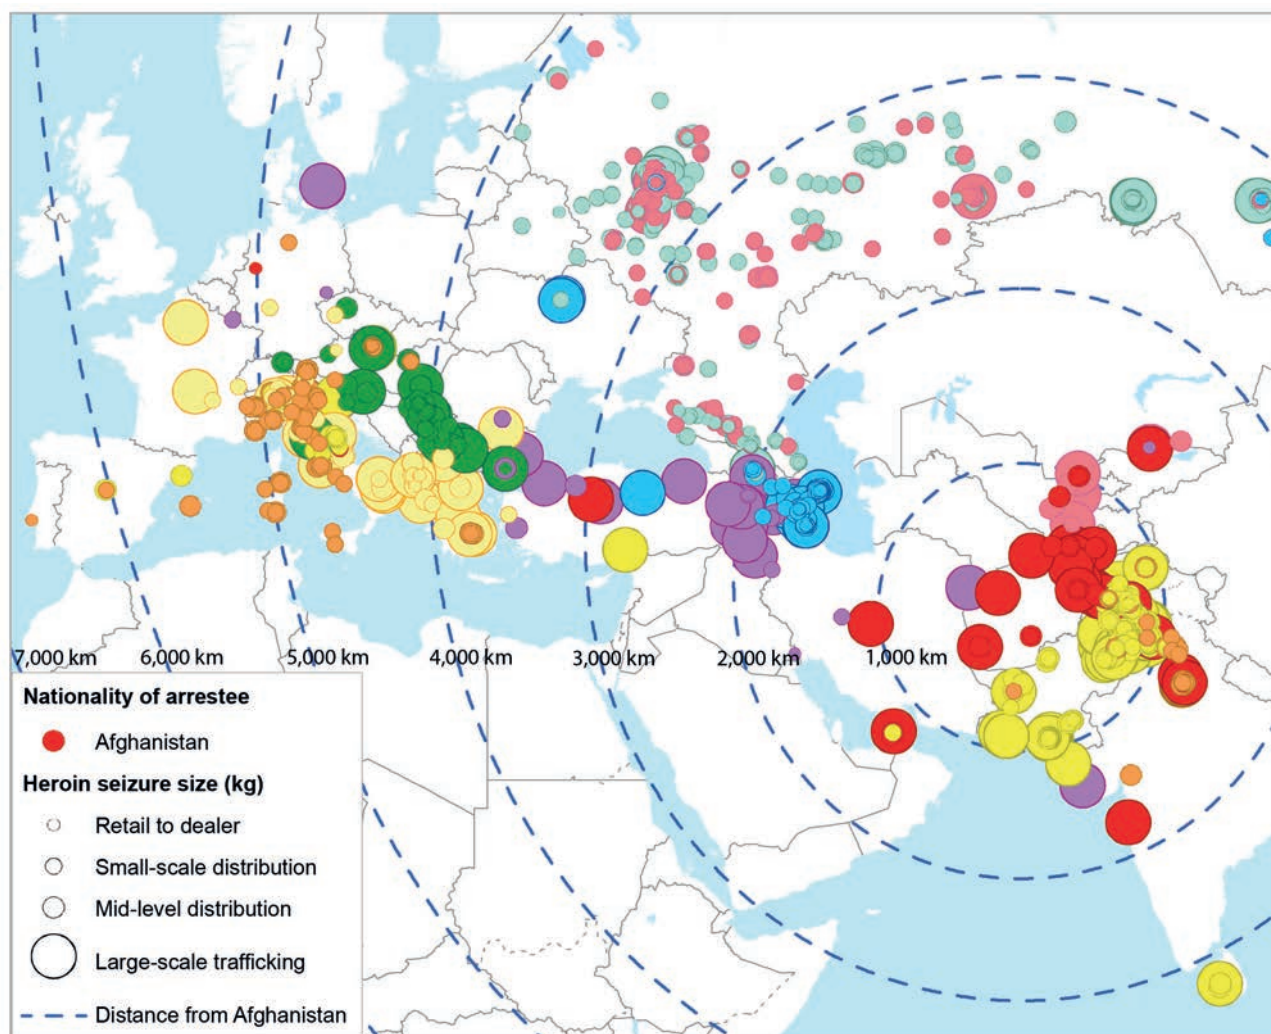 7,000 km 6,000 km 5,000 km 4,000 km 3,000 km 2,000 km 1,000 km
Nationality of arrestee
Afghanistan
Heroin seizure size (kg)
Retail to dealer
Small-scale distribution
Mid-level distribution
Large-scale trafficking
Distance from Afghanistan